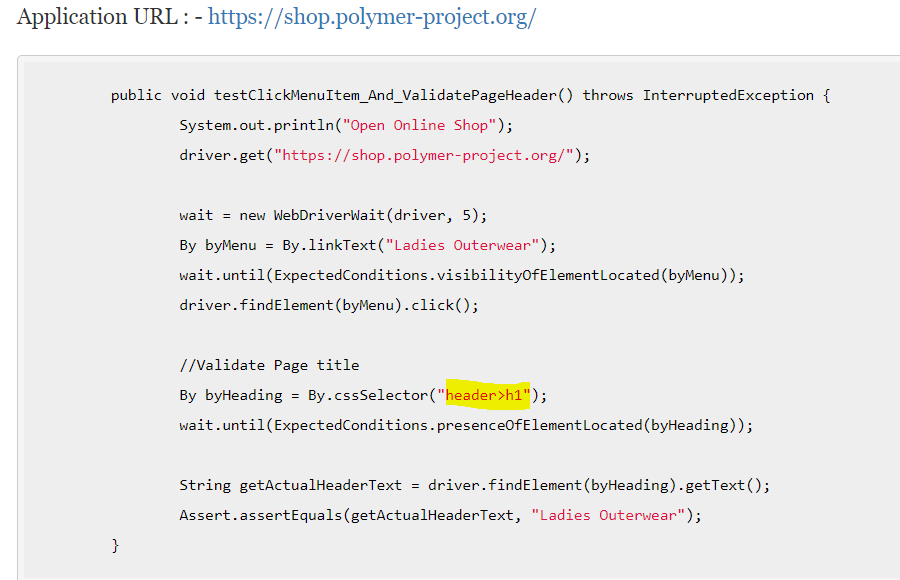 Application URL : - https://shop.polymer-project.org/
public void testClickMenuItem_And_ValidatePageHeader() throws InterruptedException {
System.out.println("Open Online Shop");
driver.get("https://shop.polymer-project.org/");
wait = new WebDriverWait(driver, 5);
By byMenu = By.linkText("Ladies Outerwear");
wait.until(ExpectedConditions.visibilityOfElementLocated(byMenu));
driver.findElement(byMenu).click();
//Validate Page title
By byHeading = By.cssSelector("header>h1");
wait.until(ExpectedConditions.presenceOfElementLocated(byHeading));
String getActualHeaderText = driver.findElement(byHeading).getText();
Assert.assertEquals(getActualHeaderText, "Ladies Outerwear");
}